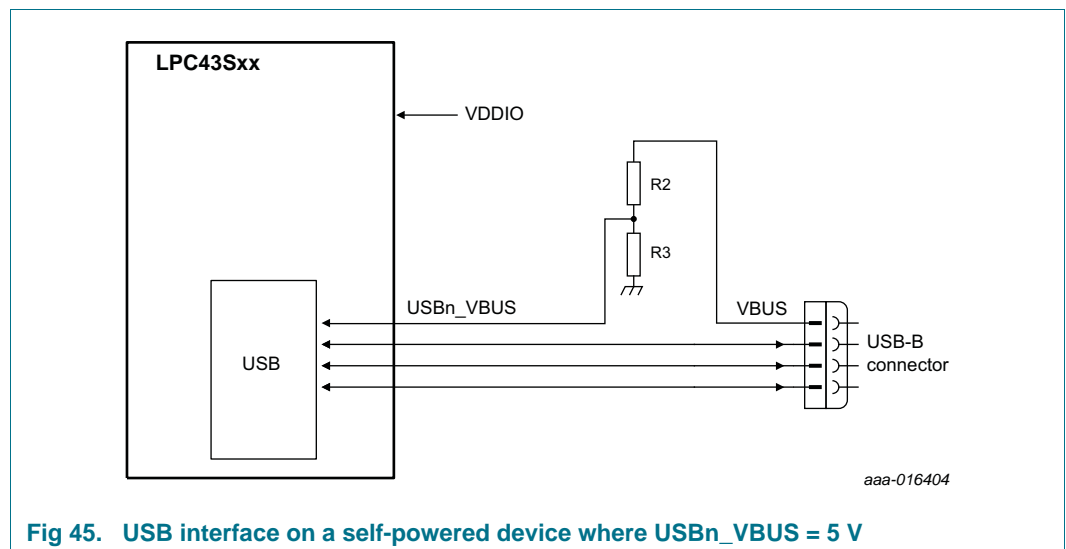 LPC43Sxx
VDDIO
R2
R3
USBn_VBUS
VBUS
USB
USB-B
connector
aaa-016404
Fig 45. USB interface on a self-powered device where USBn_VBUS = 5 V